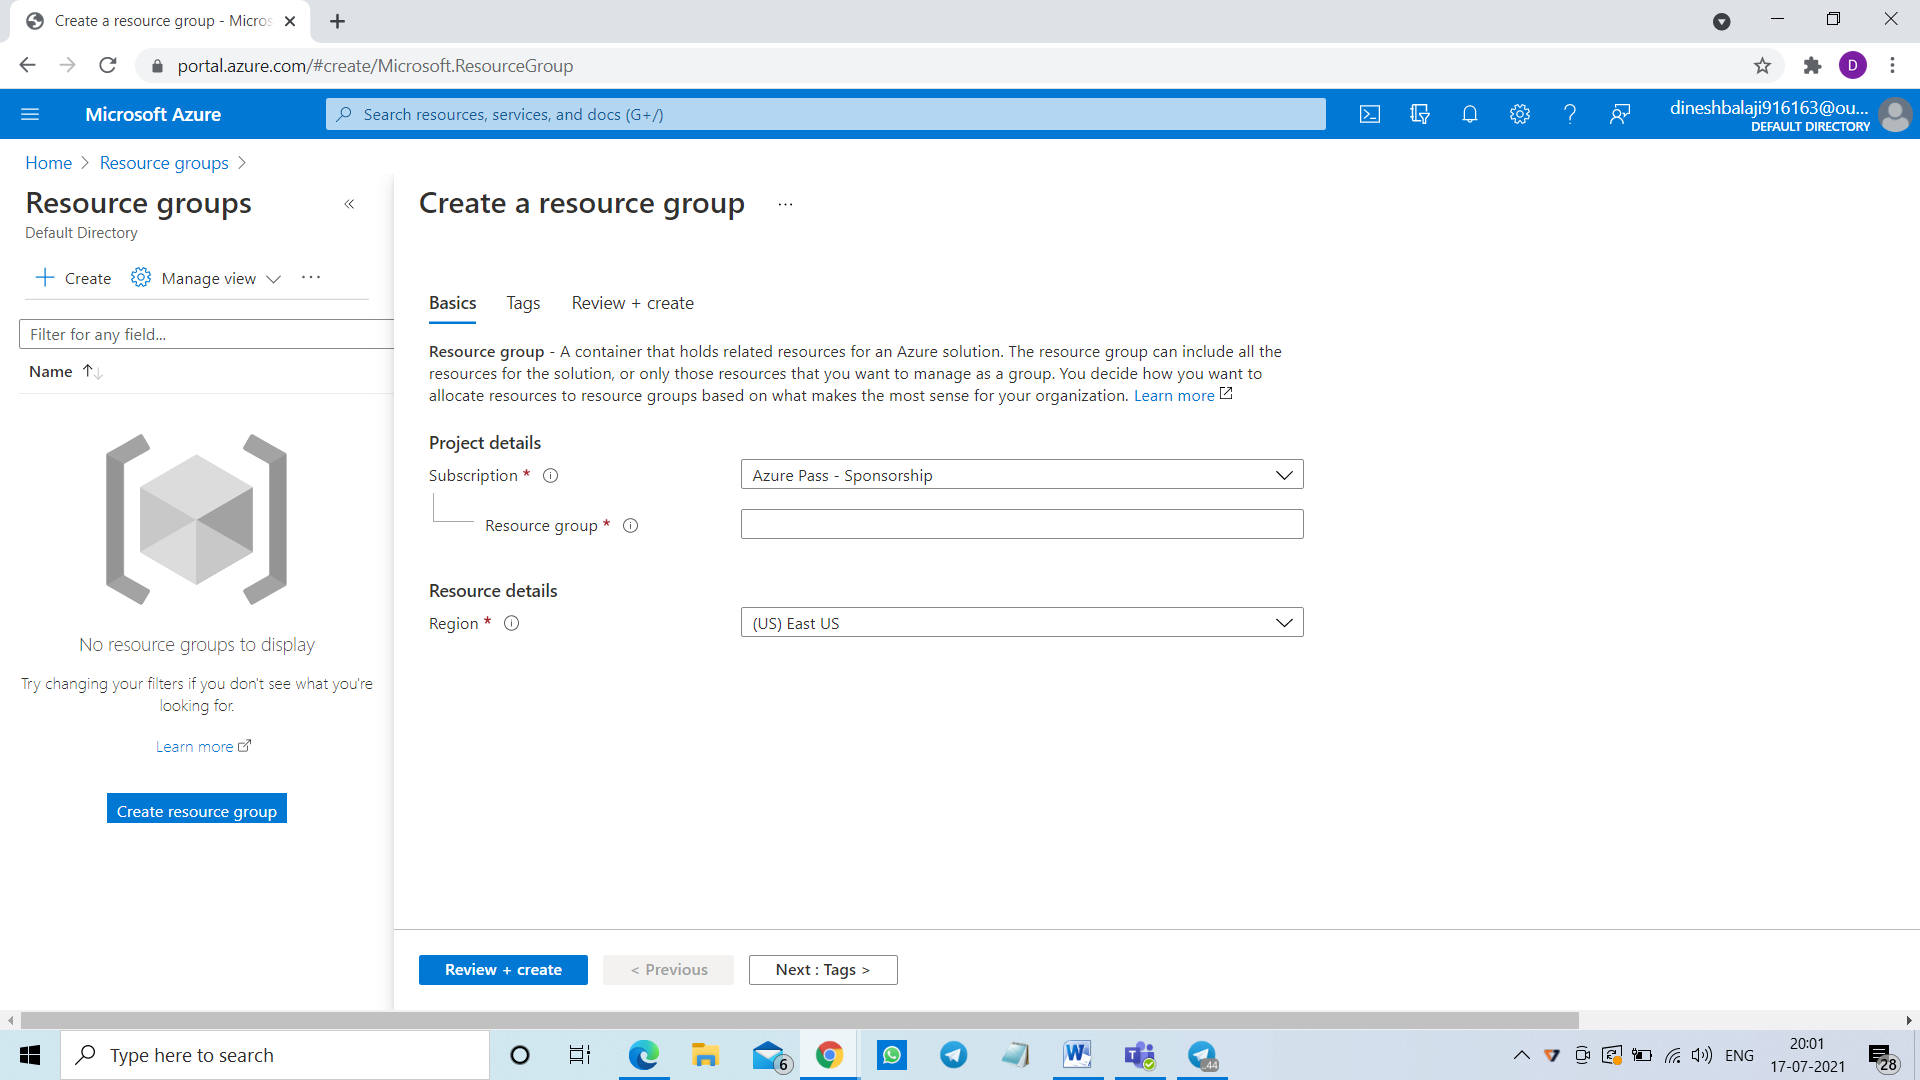 Create a resource group - Micros
portal.azure.com/#create/Microsoft.ResourceGroup
D
Microsoft Azure
Search resources, services, and docs (G+/)
dineshbalaji916163@ou...
DEFAULT DIRECTORY
Home > Resource groups >
Resource groups
Default Directory
Create
Manage view
Filter for any field...
Name
No resource groups to display
Try changing your filters if you don't see what you're
looking for.
Learn more
Create resource group
Create a resource group
...
Basics
Tags
Review + create
Resource group - A container that holds related resources for an Azure solution. The resource group can include all the
resources for the solution, or only those resources that you want to manage as a group. You decide how you want to
allocate resources to resource groups based on what makes the most sense for your organization. Learn more
Project details
Subscription *
Azure Pass - Sponsorship
Resource group *
Resource details
Region *
(US) East US
Review + create
< Previous
Next : Tags >
Type here to search
6
44
ENG
20:01
17-07-2021
28